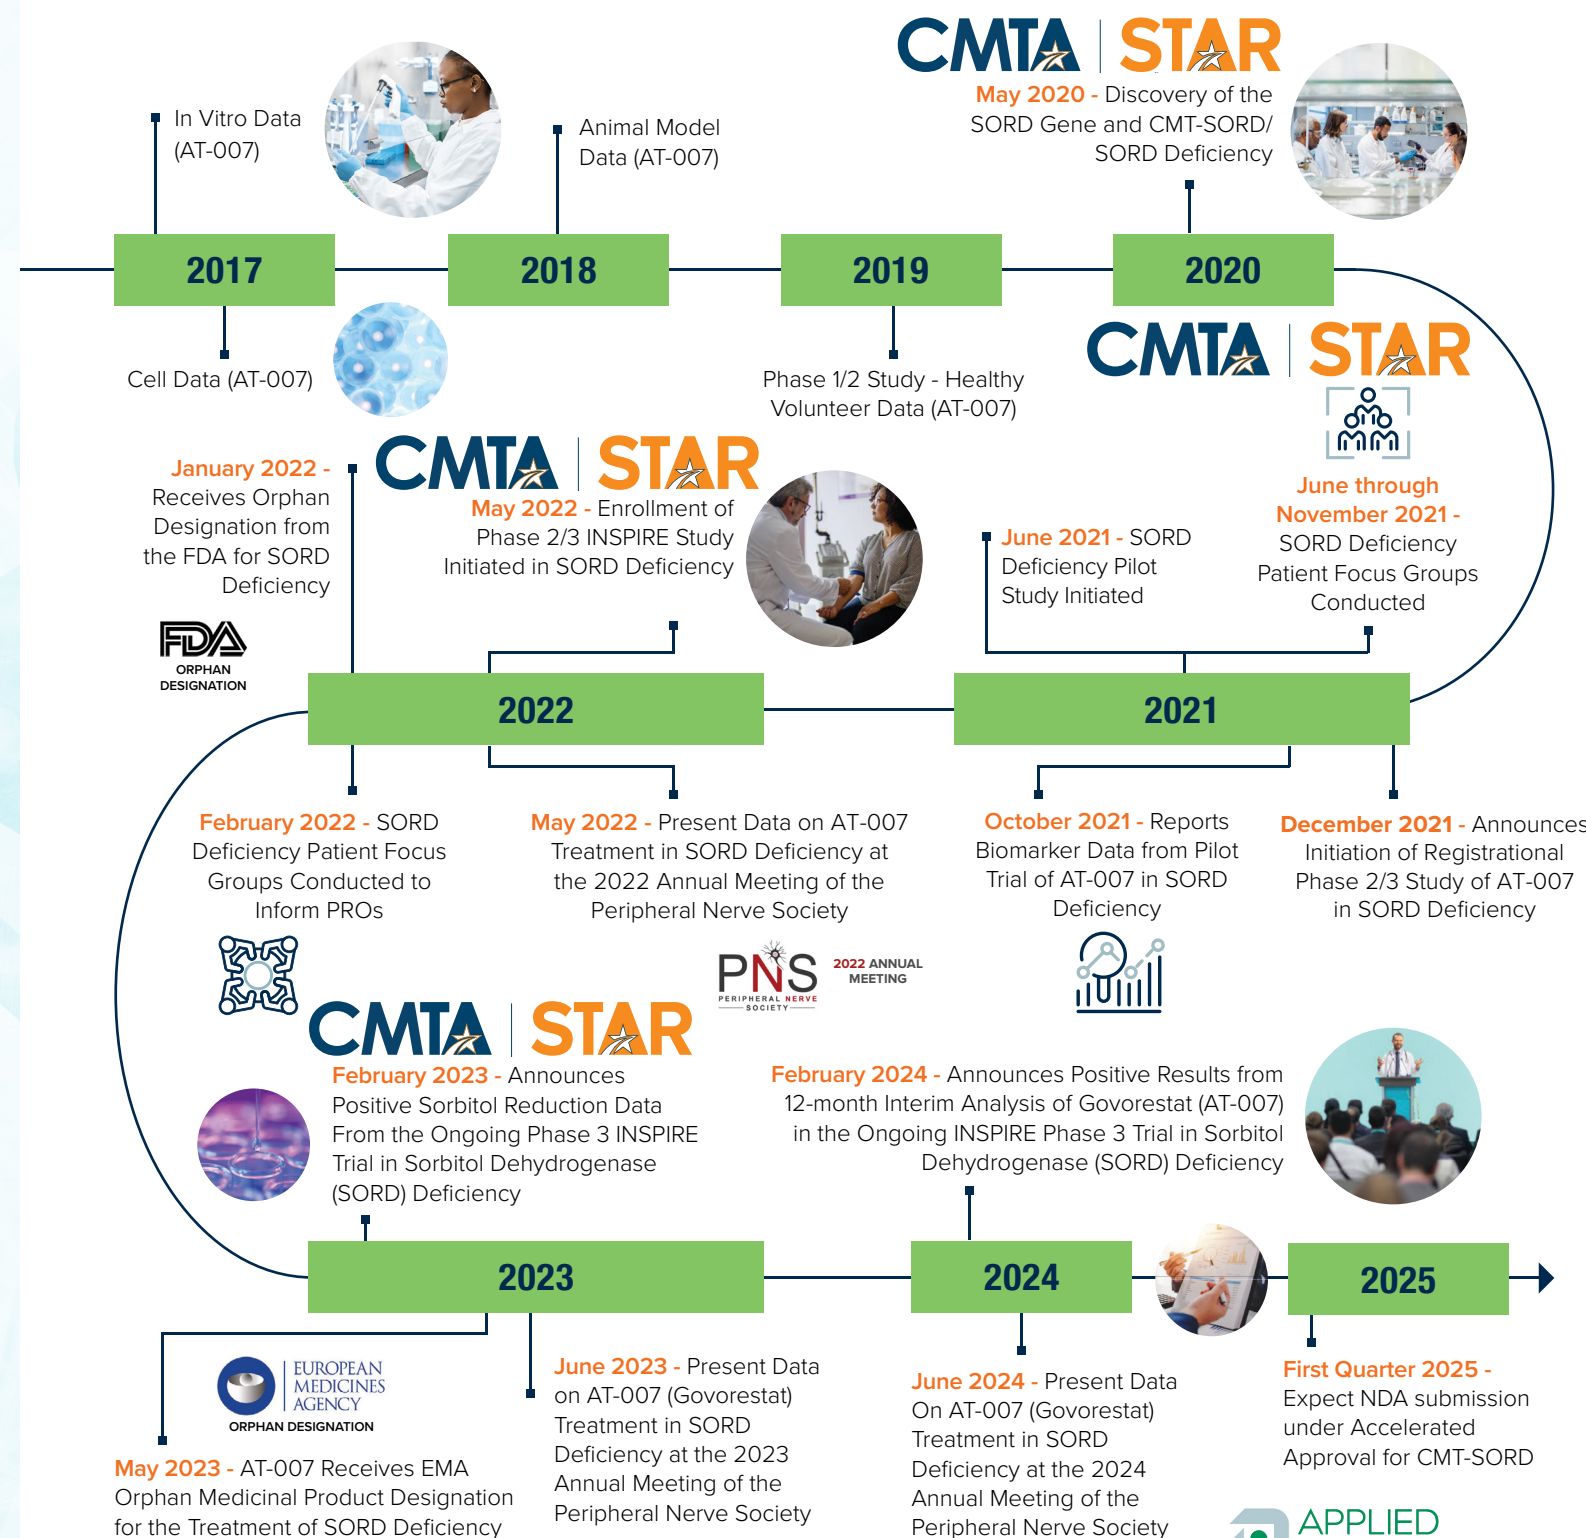 CMTA | STAR
May 2020 - Discovery of the
SORD Gene and CMT-SORD/
SORD Deficiency
In Vitro Data
(AT-007)
Animal Model
Data (AT-007)
2017
2018
2019
2020
Cell Data (AT-007)
Phase 1/2 Study - Healthy
Volunteer Data (AT-007)
CMTA | STAR
June through
November 2021 -
SORD Deficiency
Patient Focus Groups
Conducted
June 2021 - SORD
Deficiency Pilot
Study Initiated
CMTA | STAR
May 2022 - Enrollment of
Phase 2/3 INSPIRE Study
Initiated in SORD Deficiency
January 2022 -
Receives Orphan
Designation from
the FDA for SORD
Deficiency
FDA
ORPHAN
DESIGNATION
2022
2021
February 2022 - SORD
Deficiency Patient Focus
Groups Conducted to
Inform PROs
May 2022 - Present Data on AT-007
Treatment in SORD Deficiency at
the 2022 Annual Meeting of the
Peripheral Nerve Society
PNS
PERIPHERAL NERVE
SOCIETY
2022 ANNUAL
MEETING
October 2021 - Reports
Biomarker Data from Pilot
Trial of AT-007 in SORD
Deficiency
December 2021 - Announces
Initiation of Registrational
Phase 2/3 Study of AT-007
in SORD Deficiency
CMTA | STAR
February 2023 - Announces
Positive Sorbitol Reduction Data
From the Ongoing Phase 3 INSPIRE
Trial in Sorbitol Dehydrogenase
(SORD) Deficiency
February 2024 - Announces Positive Results from
12-month Interim Analysis of Govorestat (AT-007)
in the Ongoing INSPIRE Phase 3 Trial in Sorbitol
Dehydrogenase (SORD) Deficiency
2023
2024
2025
EUROPEAN
MEDICINES
AGENCY
ORPHAN DESIGNATION
May 2023 - AT-007 Receives EMA
Orphan Medicinal Product Designation
for the Treatment of SORD Deficiency
June 2023 - Present Data
on AT-007 (Govorestat)
Treatment in SORD
Deficiency at the 2023
Annual Meeting of the
Peripheral Nerve Society
June 2024 - Present Data
On AT-007 (Govorestat)
Treatment in SORD
Deficiency at the 2024
Annual Meeting of the
Peripheral Nerve Society
First Quarter 2025 -
Expect NDA submission
under Accelerated
Approval for CMT-SORD
APPLIED